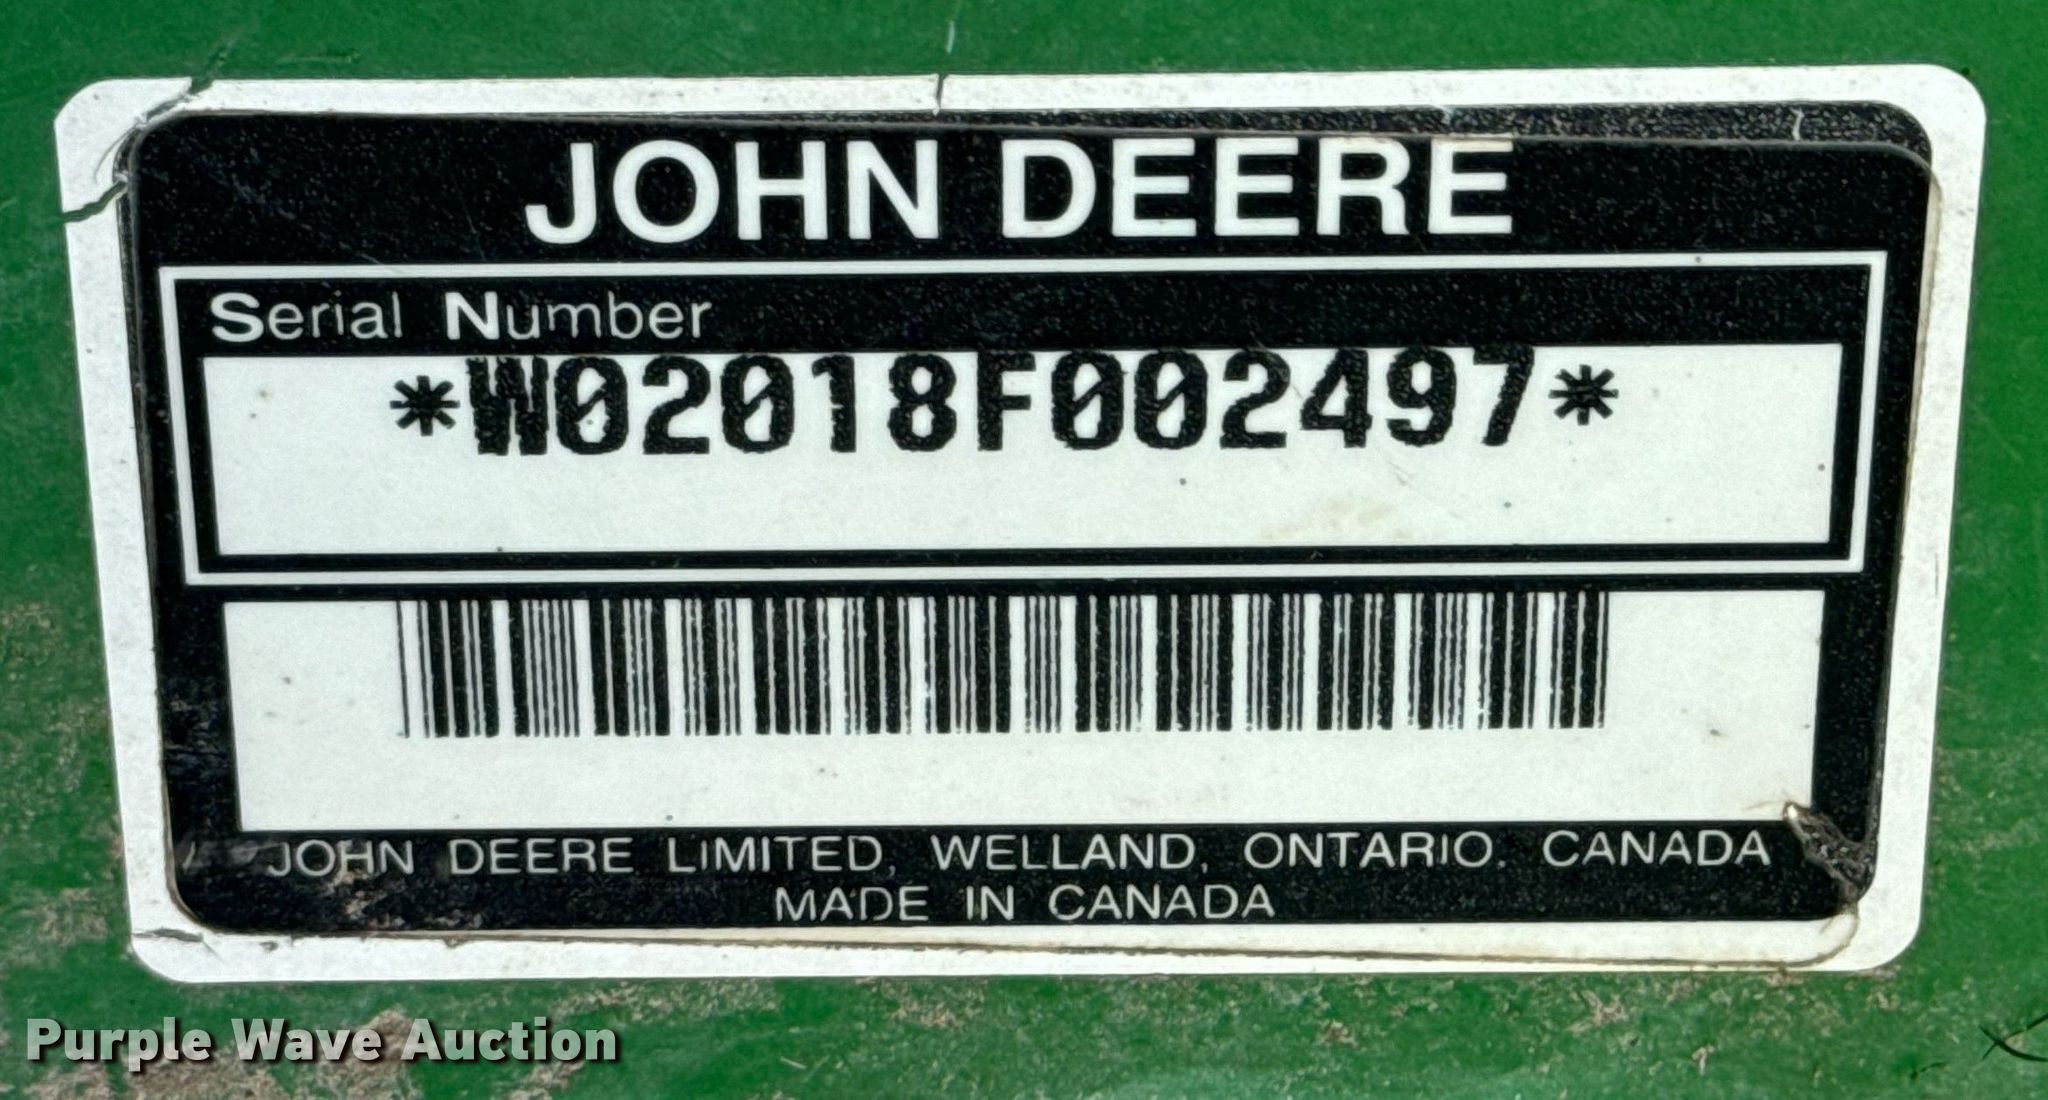 JOHN DEERE
Serial Number
*W02018F002497*
JOHN DEERE LIMITED, WELLAND, ONTARIO, CANADA
MADE IN CANADA
Purple Wave Auction